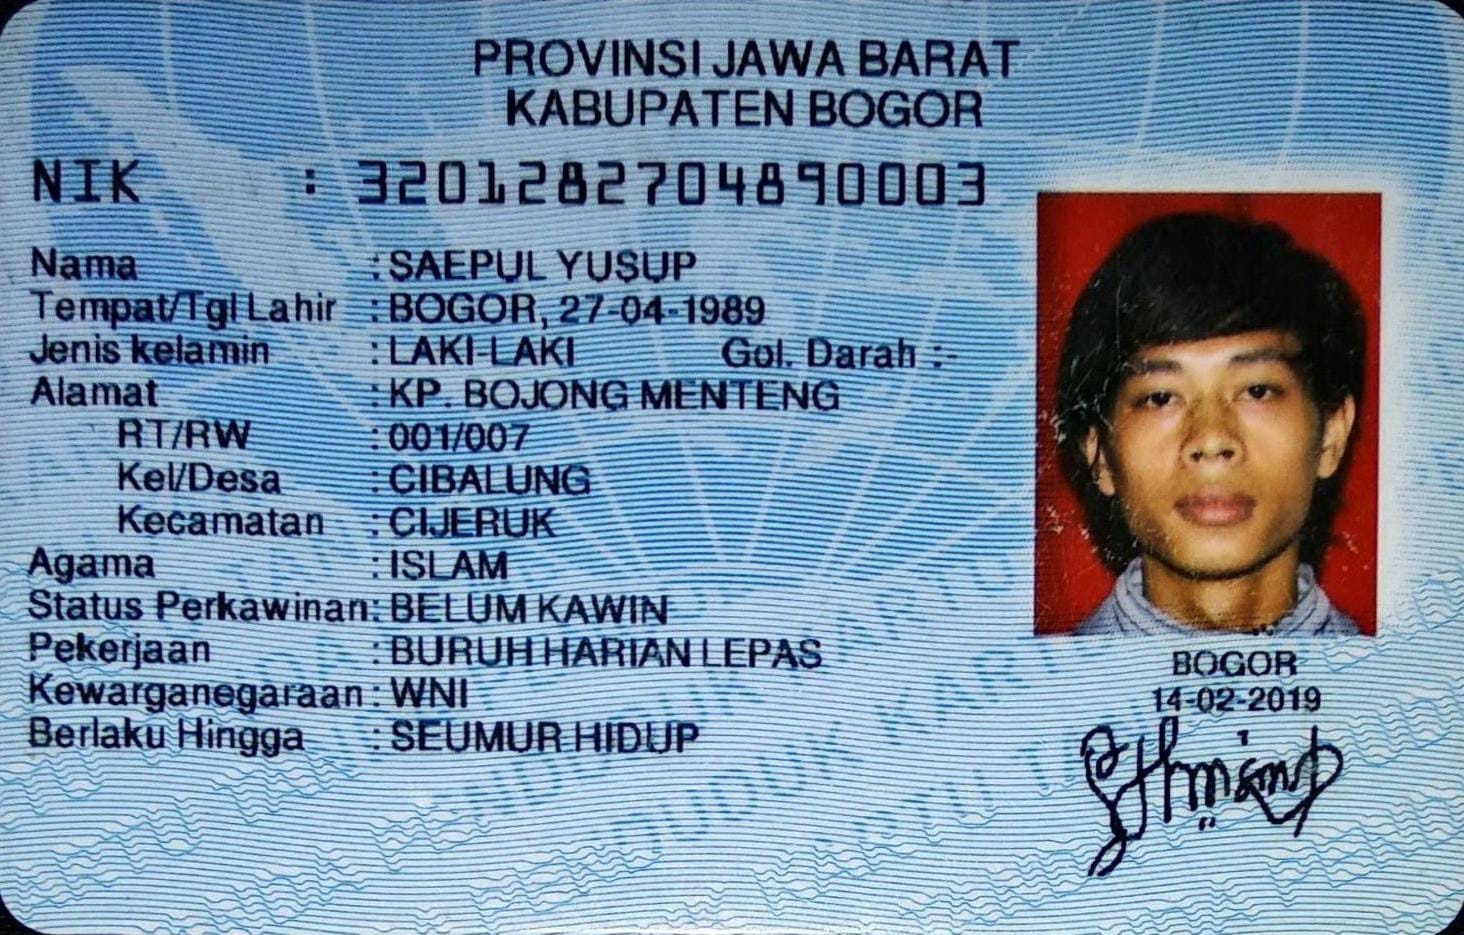 PROVINSI JAWA BARAT
KABUPATEN BOGOR
NIK : 3201282704890003
Nama : SAEPUL YUSUP
Tempat/Tgl Lahir : BOGOR, 27-04-1989
Jenis kelamin : LAKI-LAKI Gol. Darah :-
Alamat : KP. BOJONG MENTENG
RT/RW : 001/007
Kel/Desa : CIBALUNG
Kecamatan : CIJERUK
Agama : ISLAM
Status Perkawinan: BELUM KAWIN
Pekerjaan : BURUH HARIAN LEPAS
Kewarganegaraan: WNI
Berlaku Hingga : SEUMUR HIDUP
BOGOR
14-02-2019